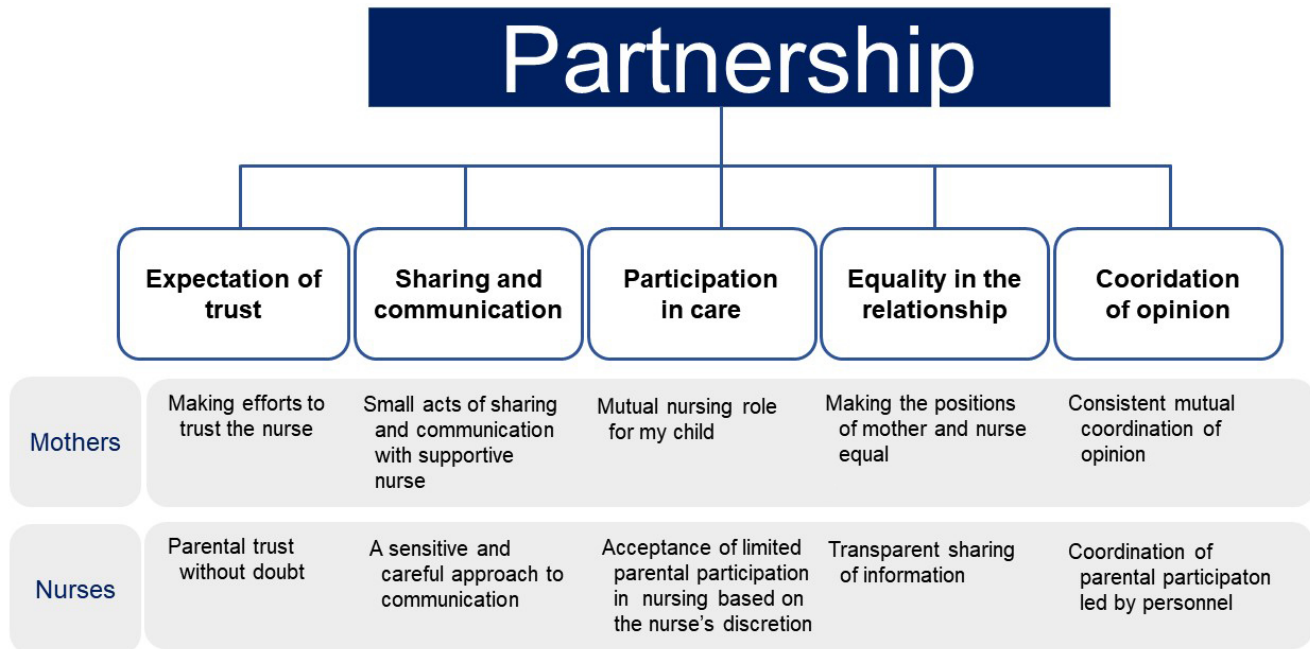 Partnership
Expectation of
trust
Sharing and
communication
Participation
in care
Equality in the
relationship
Cooridation
of opinion
Mothers
Making efforts to
trust the nurse
Small acts of sharing
and communication
with supportive
nurse
Mutual nursing role
for my child
Making the positions
of mother and nurse
equal
Consistent mutual
coordination of
opinion
Nurses
Parental trust
without doubt
A sensitive and
careful approach to
communication
Acceptance of limited
parental participation
in nursing based on
the nurse's discretion
Transparent sharing
of information
Coordination of
parental participaton
led by personnel